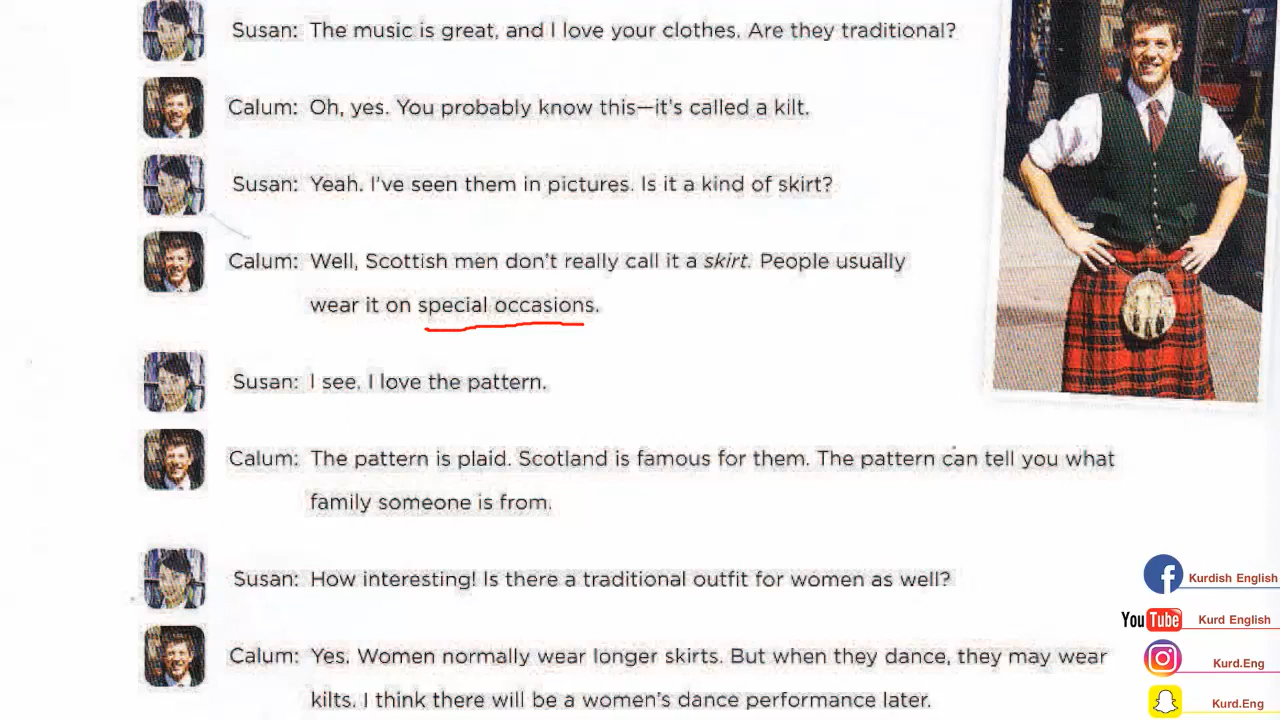 Susan: The music is great, and I love your clothes. Are they traditional?
Calum: Oh, yes. You probably know this—it's called a kilt.
Susan: Yeah. I've seen them in pictures. Is it a kind of skirt?
Calum: Well, Scottish men don't really call it a skirt. People usually
wear it on special occasions.
Susan: I see. I love the pattern.
Calum: The pattern is plaid. Scotland is famous for them. The pattern can tell you what
family someone is from.
Susan: How interesting! Is there a traditional outfit for women as well?
Calum: Yes. Women normally wear longer skirts. But when they dance, they may wear
kilts. I think there will be a women's dance performance later.
Kurdish English
YouTube Kurd English
Kurd.Eng
Kurd.Eng